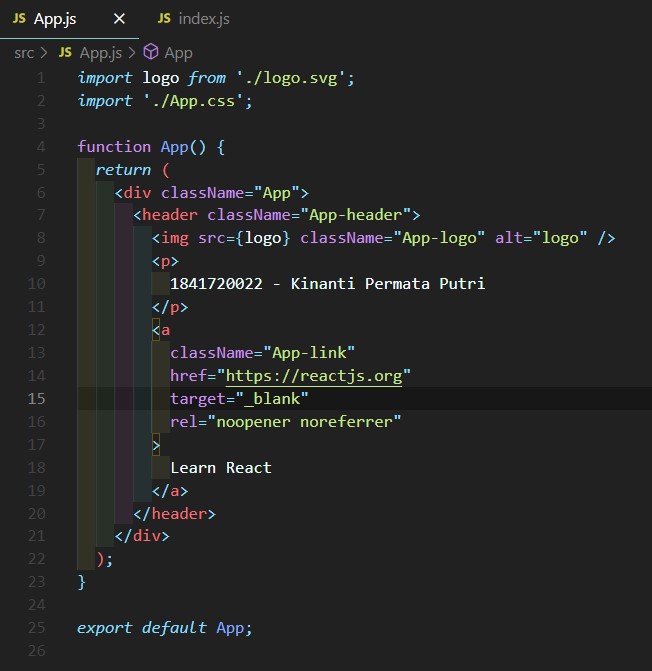 JS App.js × JS index.js
src > JS App.js > App
1 import logo from './logo.svg';
2 import './App.css';
3
4 function App() {
5   return (
6     <div className="App">
7       <header className="App-header">
8         <img src={logo} className="App-logo" alt="logo" />
9         <p>
10           1841720022 - Kinanti Permata Putri
11         </p>
12         <a
13           className="App-link"
14           href="https://reactjs.org"
15           target="_blank"
16           rel="noopener noreferrer"
17         >
18           Learn React
19         </a>
20       </header>
21     </div>
22   );
23 }
24
25 export default App;
26